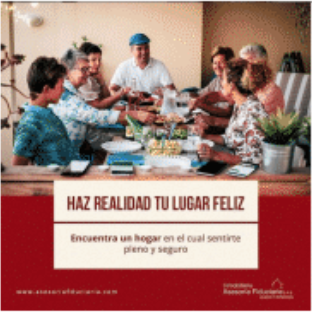 HAZ REALIDAD TU LUGAR FELIZ
Encuentra un hogar en el cual sentirte
pleno y seguro
www.asesoriafiduciaria.com
Inmobiliaria
Asesoría Fiduciaria